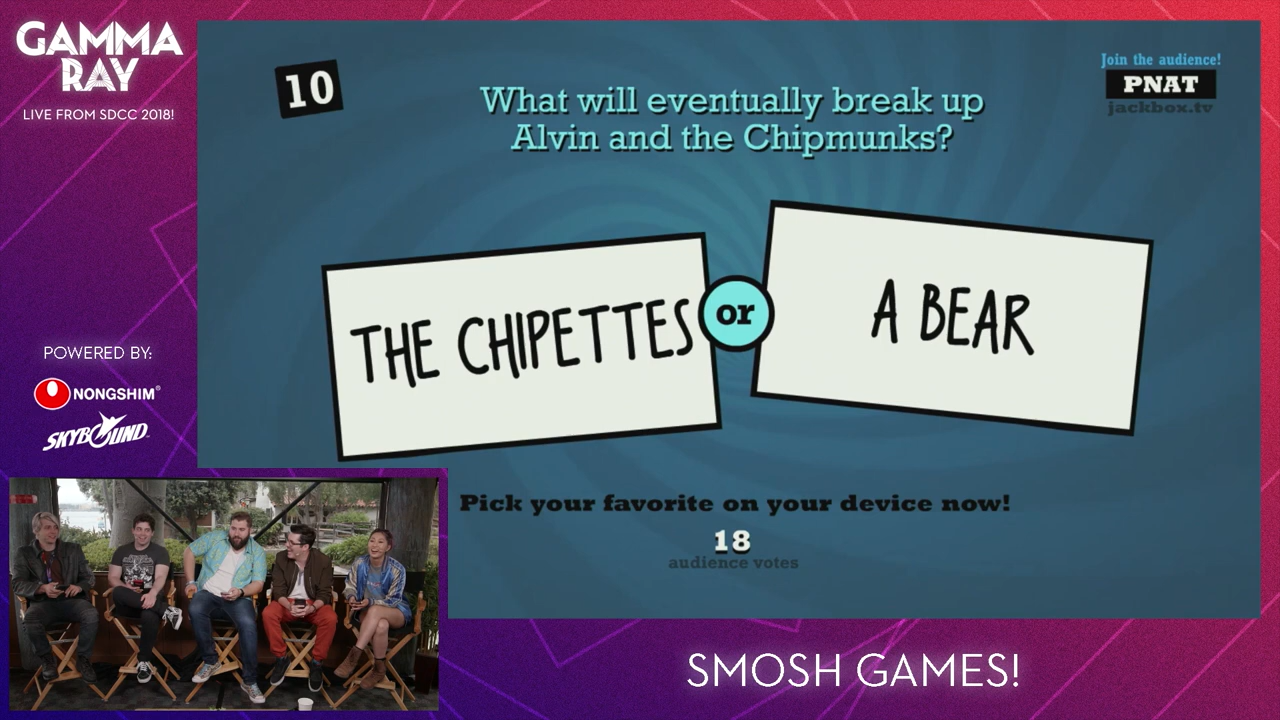 GAMMA
RAY
LIVE FROM SDCC 2018!
10
What will eventually break up
Alvin and the Chipmunks?
Join the audience!
PNAT
jackbox.tv
THE CHIPETTES
or
A BEAR
Pick your favorite on your device now!
18
audience votes
POWERED BY:
NONGSHIM®
SKYBOUND
SMOSH GAMES!